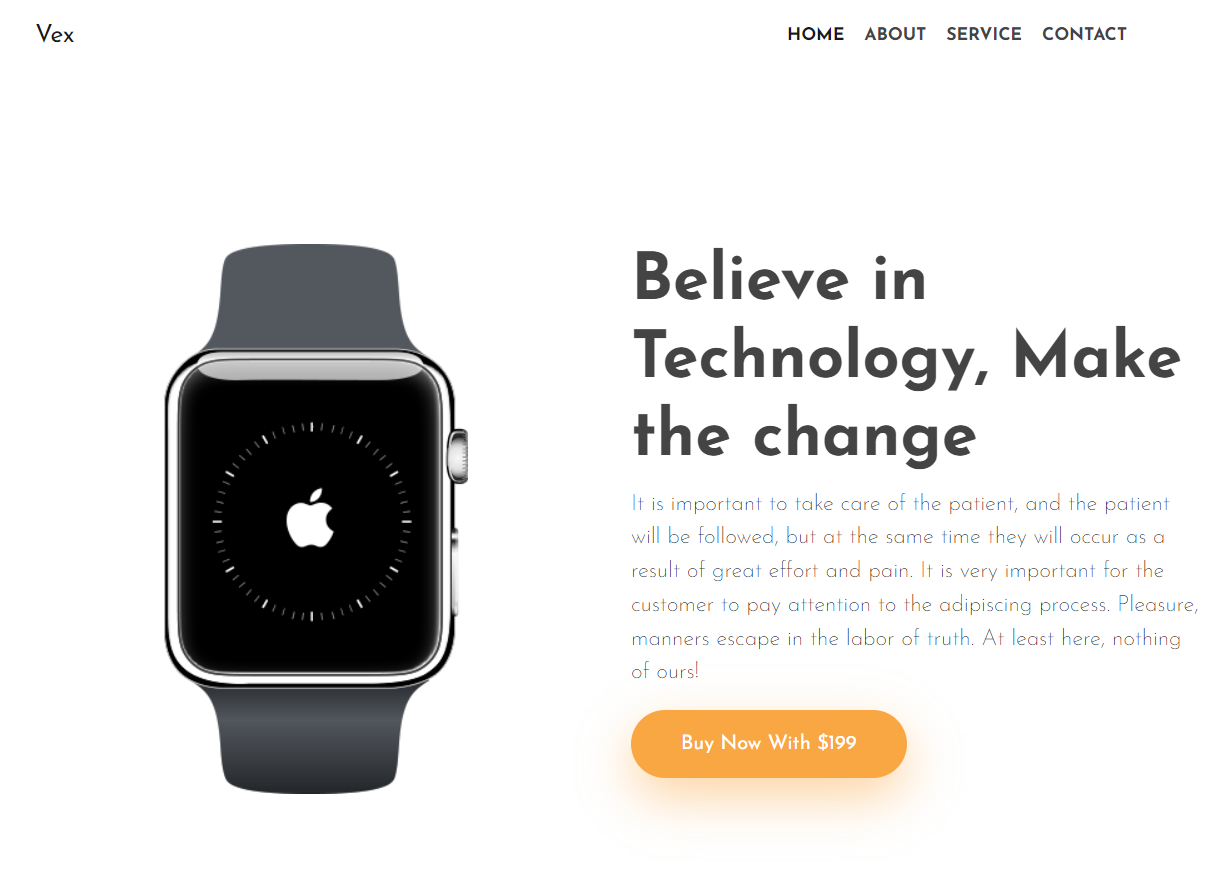 Vex
HOME ABOUT SERVICE CONTACT
Believe in
Technology, Make
the change
It is important to take care of the patient, and the patient
will be followed, but at the same time they will occur as a
result of great effort and pain. It is very important for the
customer to pay attention to the adipiscing process. Pleasure,
manners escape in the labor of truth. At least here, nothing
of ours!
Buy Now With $199